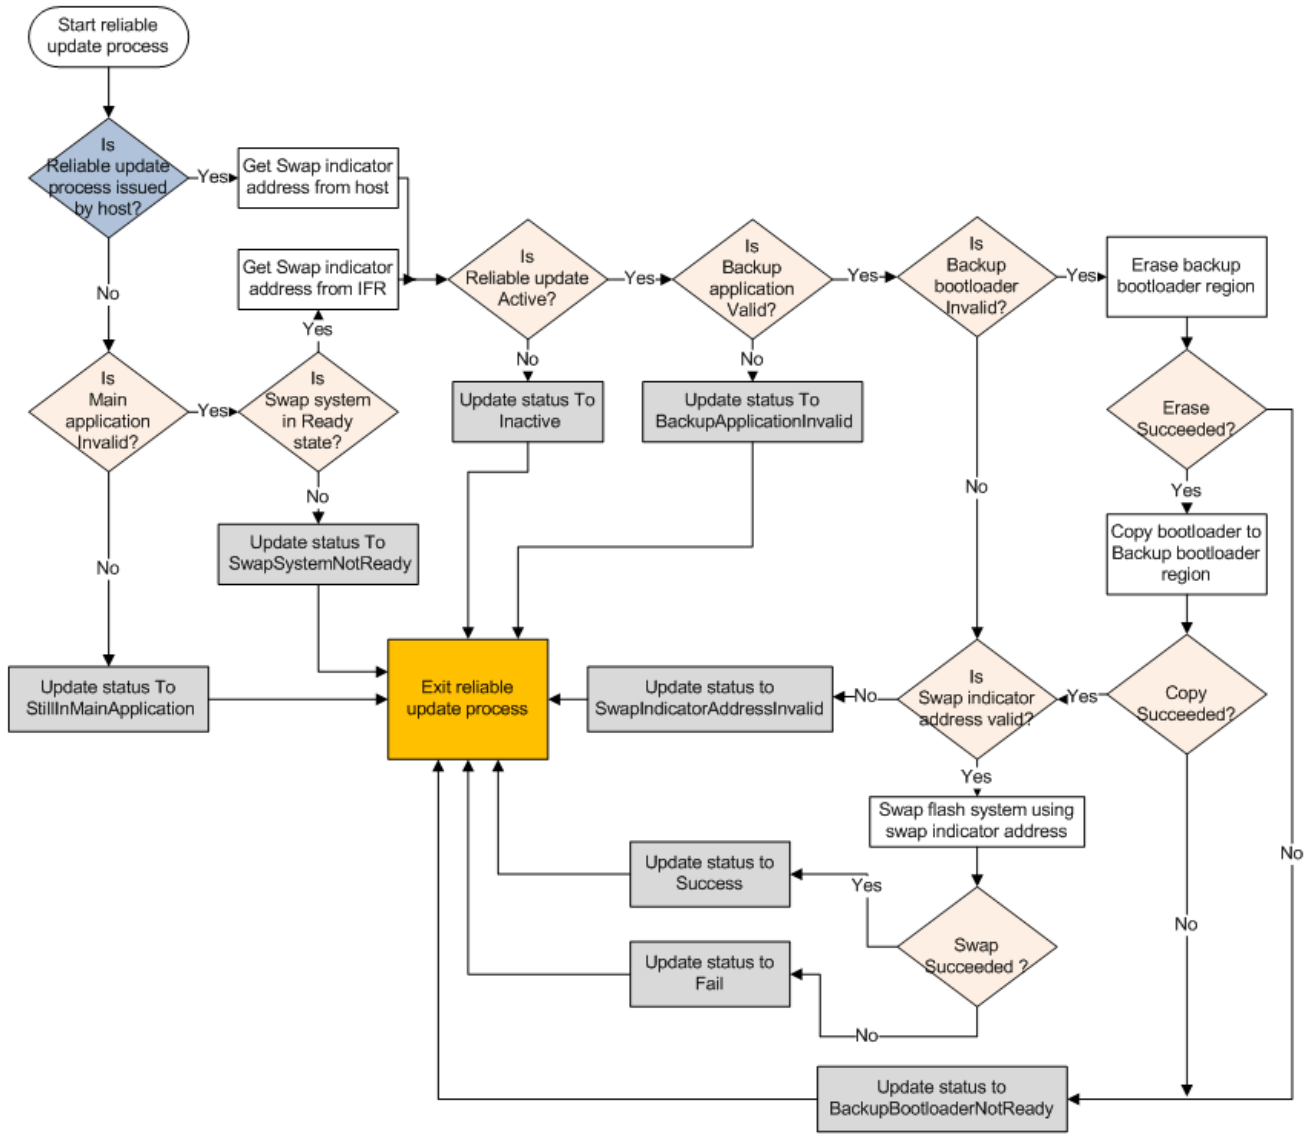 Start reliable
update process
Is
Reliable update
process issued
by host?
Yes
Get Swap indicator
address from host
No
Get Swap indicator
address from IFR
Yes
Is
Main
application
Invalid?
Yes
Is
Swap system
in Ready
state?
No
Update status To
SwapSystemNotReady
No
Update status To
StillInMainApplication
Is
Reliable update
Active?
Yes
No
Update status To
Inactive
Is
Backup
application
Valid?
Yes
No
Update status To
BackupApplicationInvalid
Is
Backup
bootloader
Invalid?
Yes
No
Erase backup
bootloader region
Erase
Succeeded?
Yes
No
Copy bootloader to
Backup bootloader
region
Copy
Succeeded?
Yes
No
Is
Swap indicator
address valid?
No
Update status to
SwapIndicatorAddressInvalid
Exit reliable
update process
Yes
Swap flash system using
swap indicator address
Swap
Succeeded ?
Yes
Update status to
Success
No
Update status to
Fail
Update status to
BackupBootloaderNotReady